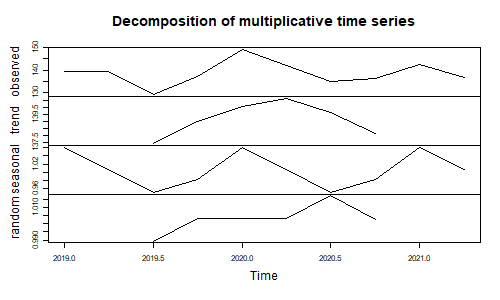 Decomposition of multiplicative time series
observed
130 140 150
trend
137.5 139.5
seasonal
0.96 1.02
random
0.990 1.010
2019.0 2019.5 2020.0 2020.5 2021.0
Time